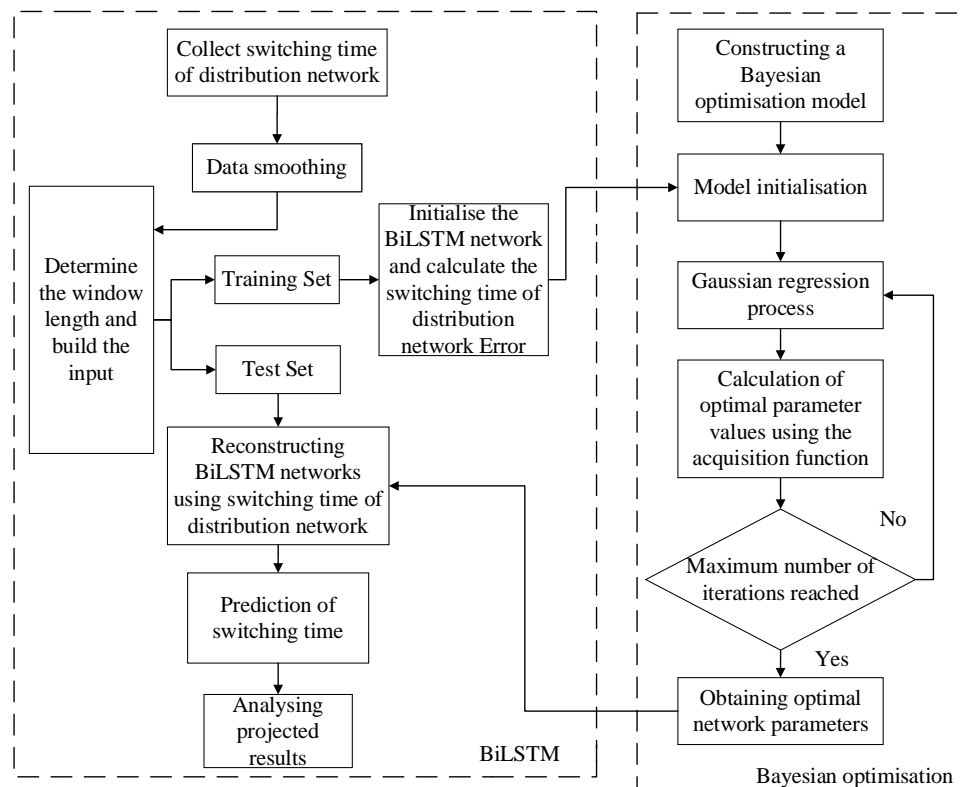 Collect switching time
of distribution network
Data smoothing
Determine
the window
length and
build the
input
Training Set
Test Set
Initialise the
BiLSTM network
and calculate the
switching time of
distribution
network Error
Reconstructing
BiLSTM networks
using switching time of
distribution network
Prediction of
switching time
Analysing
projected
results
BiLSTM
Constructing a
Bayesian
optimisation model
Model initialisation
Gaussian regression
process
Calculation of
optimal parameter
values using the
acquisition function
No
Maximum number of
iterations reached
Yes
Obtaining optimal
network parameters
Bayesian optimisation